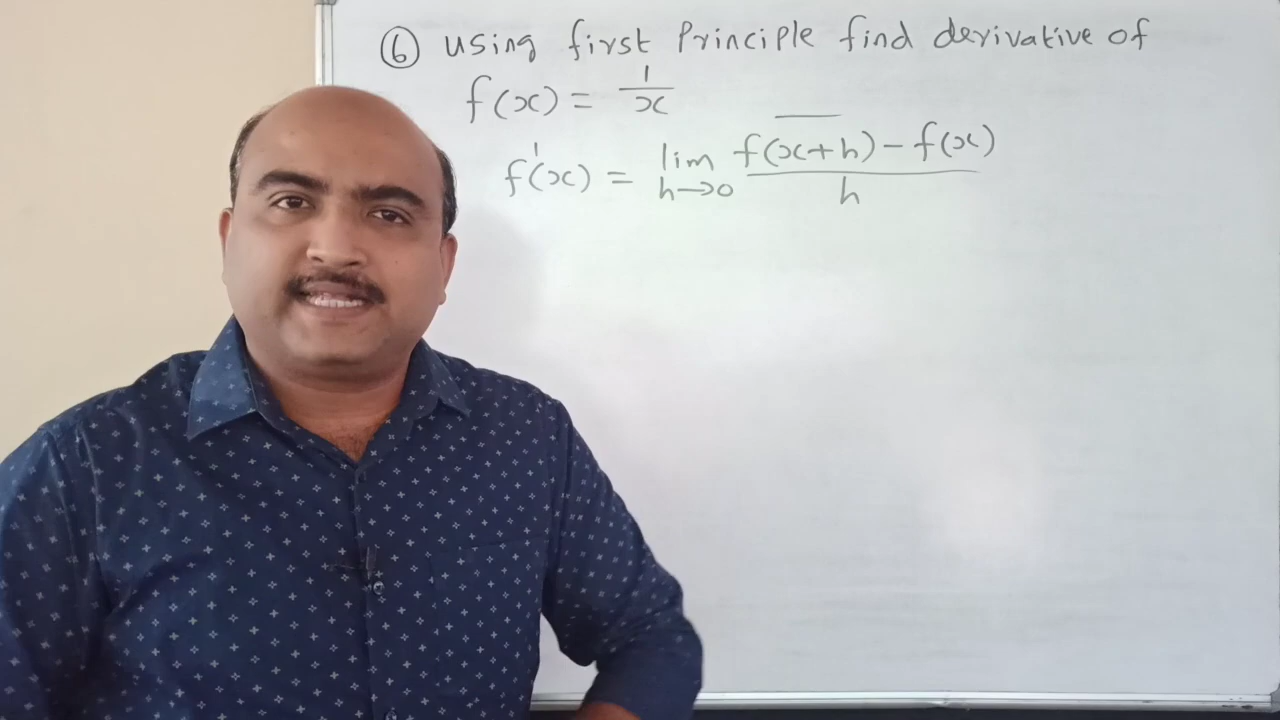 ⑥ using first Principle find derivative of
f(x) = 1/x
f'(x) = lim h→0 f(x+h) - f(x) / h